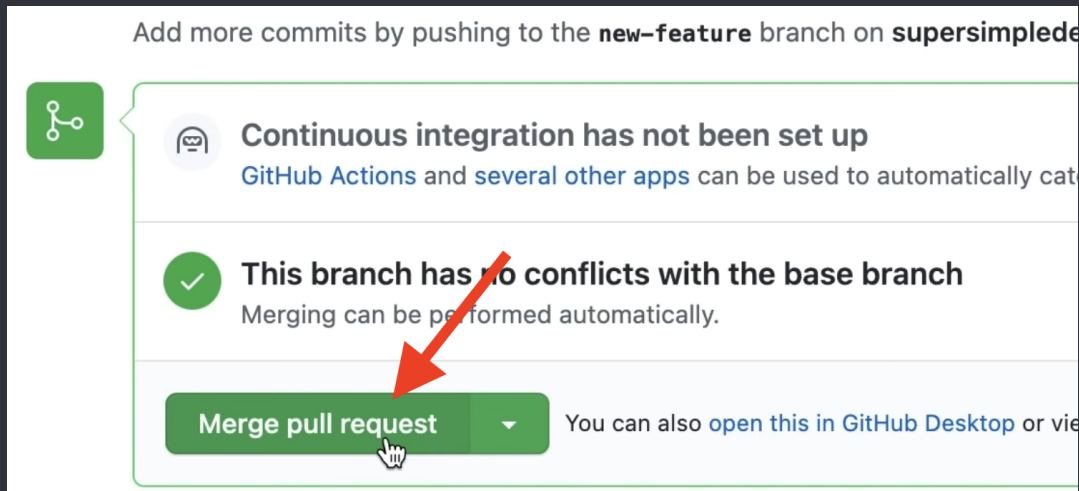 Add more commits by pushing to the new-feature branch on supersimplede
Continuous integration has not been set up
GitHub Actions and several other apps can be used to automatically cat
This branch has no conflicts with the base branch
Merging can be performed automatically.
Merge pull request
You can also open this in GitHub Desktop or vie